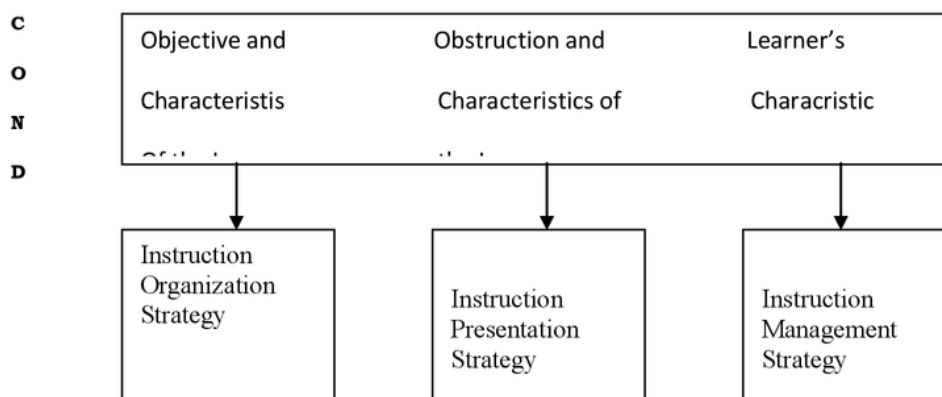 C
O
N
D
Objective and Obstruction and Learner’s
Characteristis Characteristics of Characristic
Instruction
Organization
Strategy
Instruction
Presentation
Strategy
Instruction
Management
Strategy